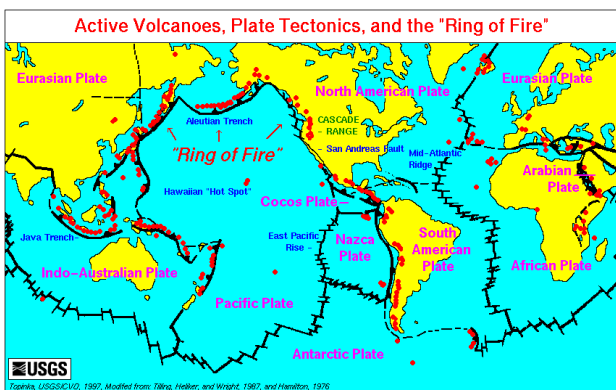 Active Volcanoes, Plate Tectonics, and the "Ring of Fire"
Eurasian Plate
North American Plate
Eurasian Plate
Aleutian Trench
CASCADE
RANGE
"Ring of Fire"
San Andreas Fault
Mid-Atlantic
Ridge
Arabian
Plate
Hawaiian "Hot Spot"
Cocos Plate
Java Trench
East Pacific
Rise
Nazca
Plate
South
American
Plate
Indo-Australian Plate
African Plate
Pacific Plate
Antarctic Plate
USGS
Topinka, USGS/CVO, 1997, Modified from: Tilling, Heliker, and Wright, 1987, and Hamilton, 1976